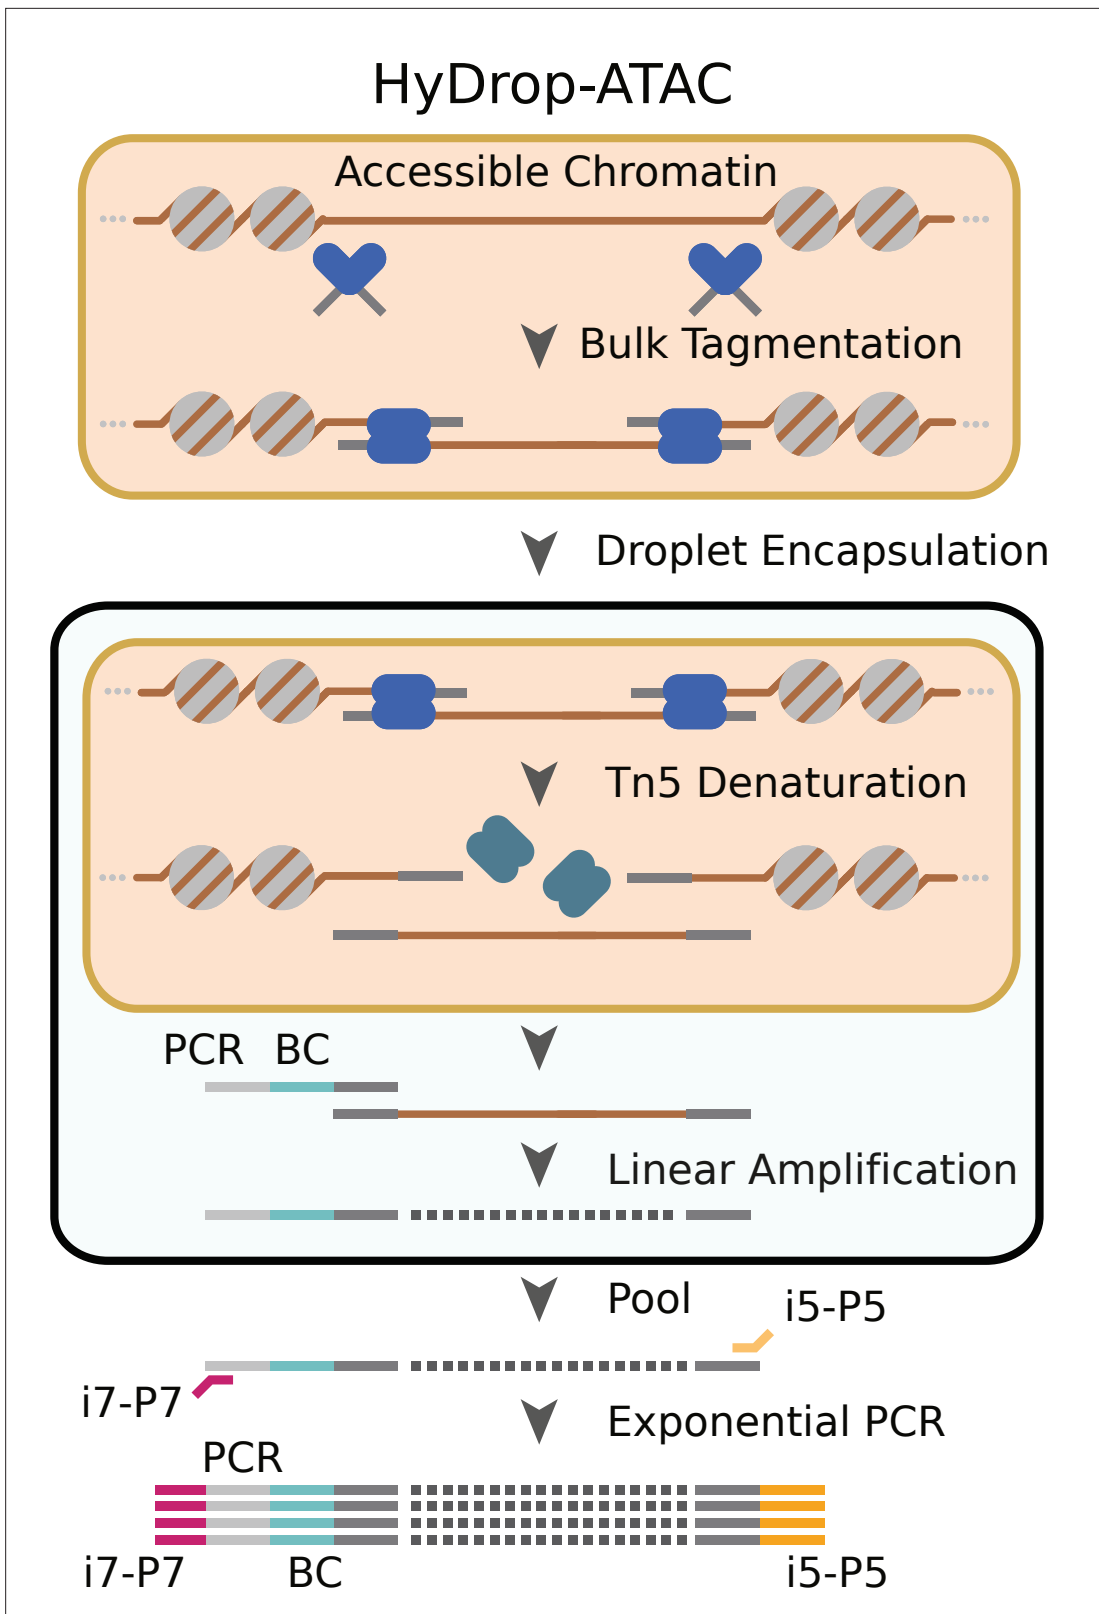 HyDrop-ATAC
Accessible Chromatin
Bulk Tagmentation
Droplet Encapsulation
Tn5 Denaturation
PCR BC
Linear Amplification
Pool
i5-P5
i7-P7
Exponential PCR
PCR
i7-P7 BC i5-P5